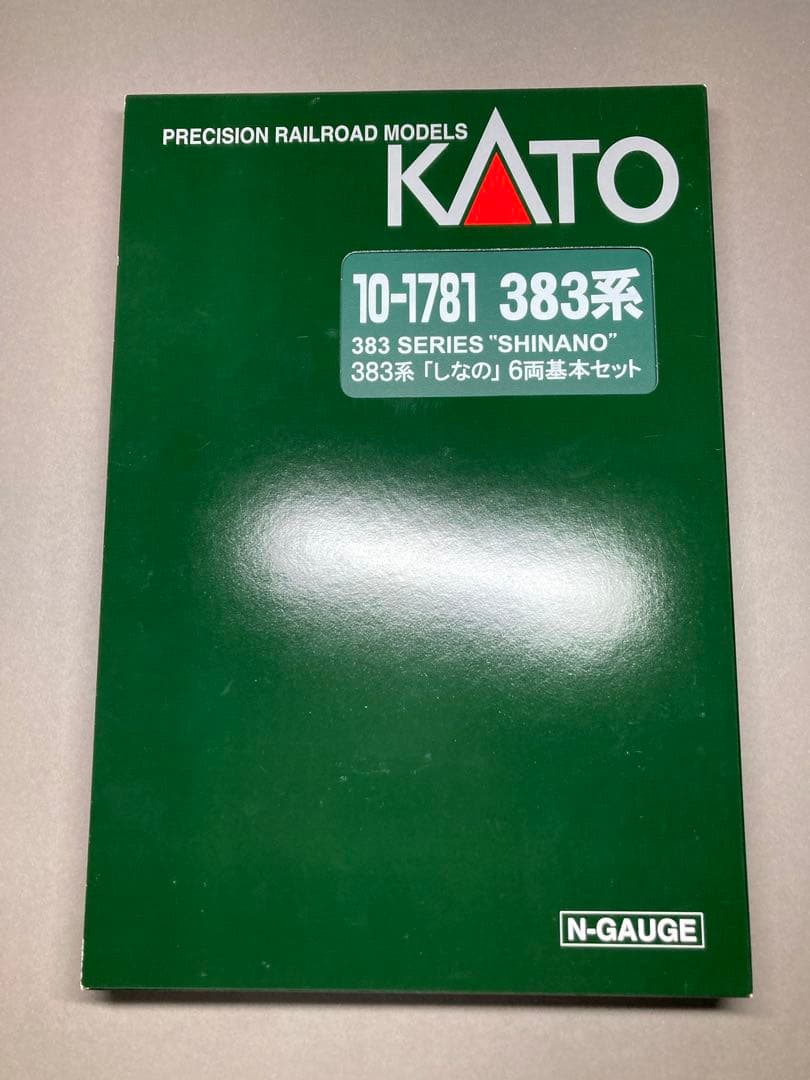 PRECISION RAILROAD MODELS
KATO
10-1781 383系
383 SERIES "SHINANO"
383系「しなの」6両基本セット
N-GAUGE